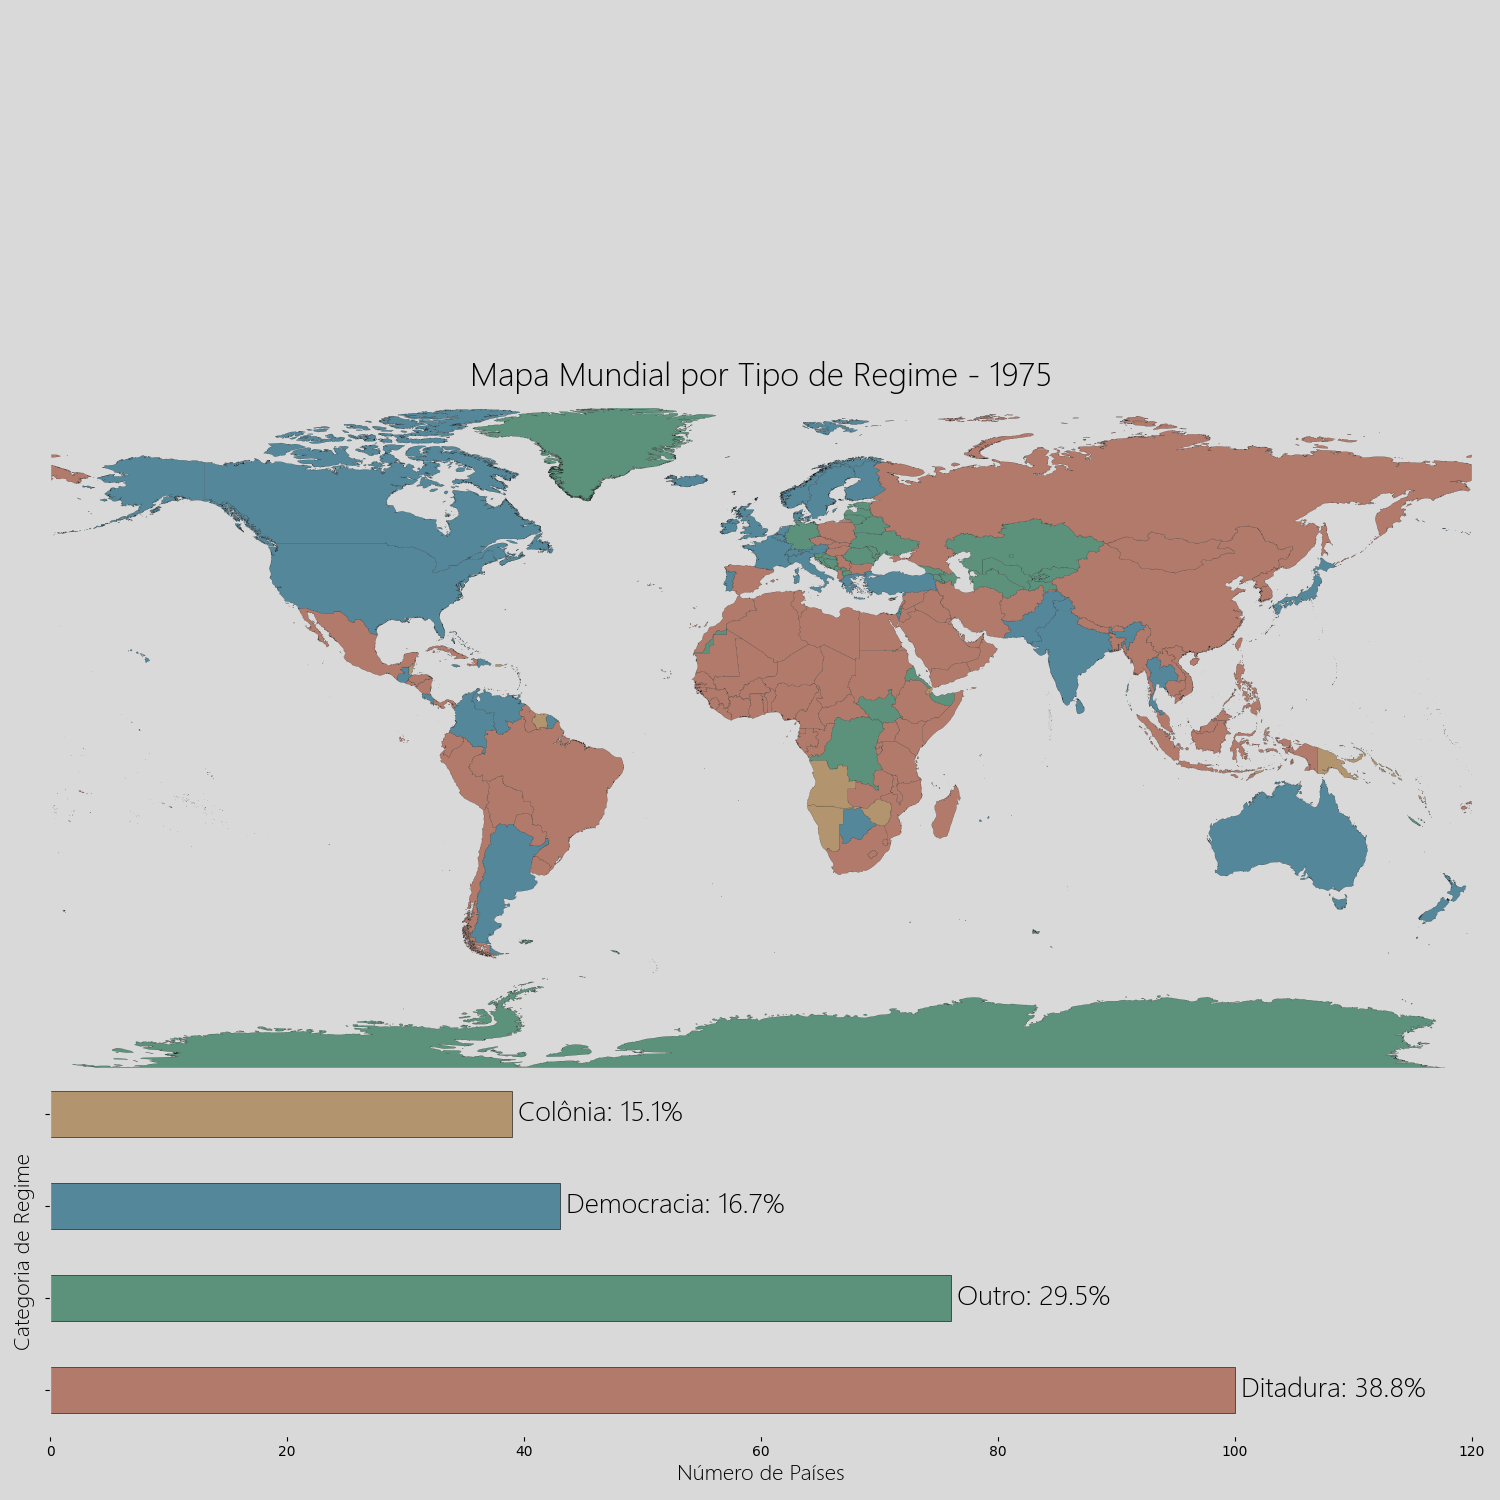 Mapa Mundial por Tipo de Regime - 1975
Colônia: 15.1%
Democracia: 16.7%
Outro: 29.5%
Ditadura: 38.8%
Categoria de Regime
0 20 40 60 80 100 120
Número de Países